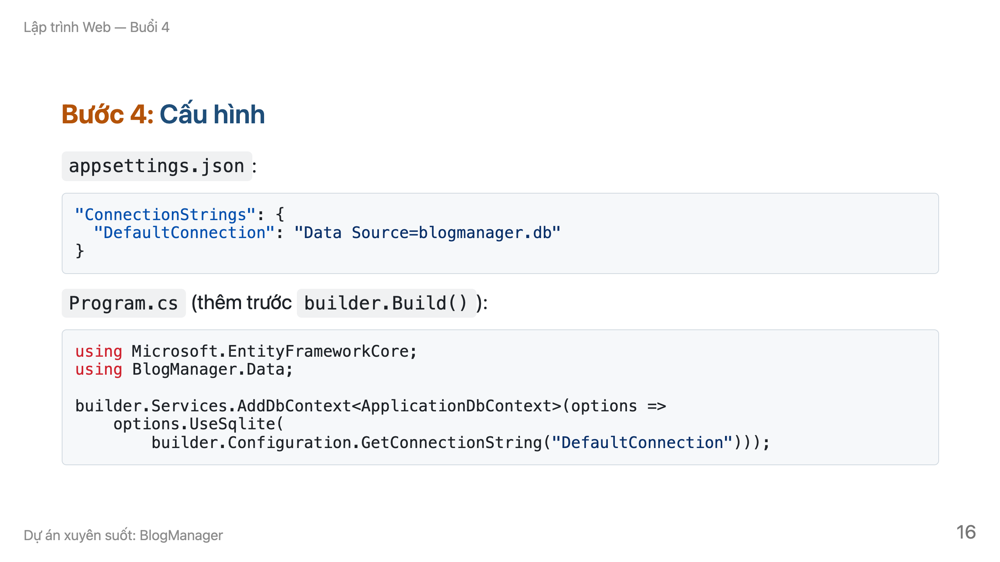 Lập trình Web — Buổi 4
Bước 4: Cấu hình
appsettings.json:
"ConnectionStrings": {
  "DefaultConnection": "Data Source=blogmanager.db"
}
Program.cs (thêm trước builder.Build()):
using Microsoft.EntityFrameworkCore;
using BlogManager.Data;

builder.Services.AddDbContext<ApplicationDbContext>(options =>
    options.UseSqlite(
        builder.Configuration.GetConnectionString("DefaultConnection")));
Dự án xuyên suốt: BlogManager
16